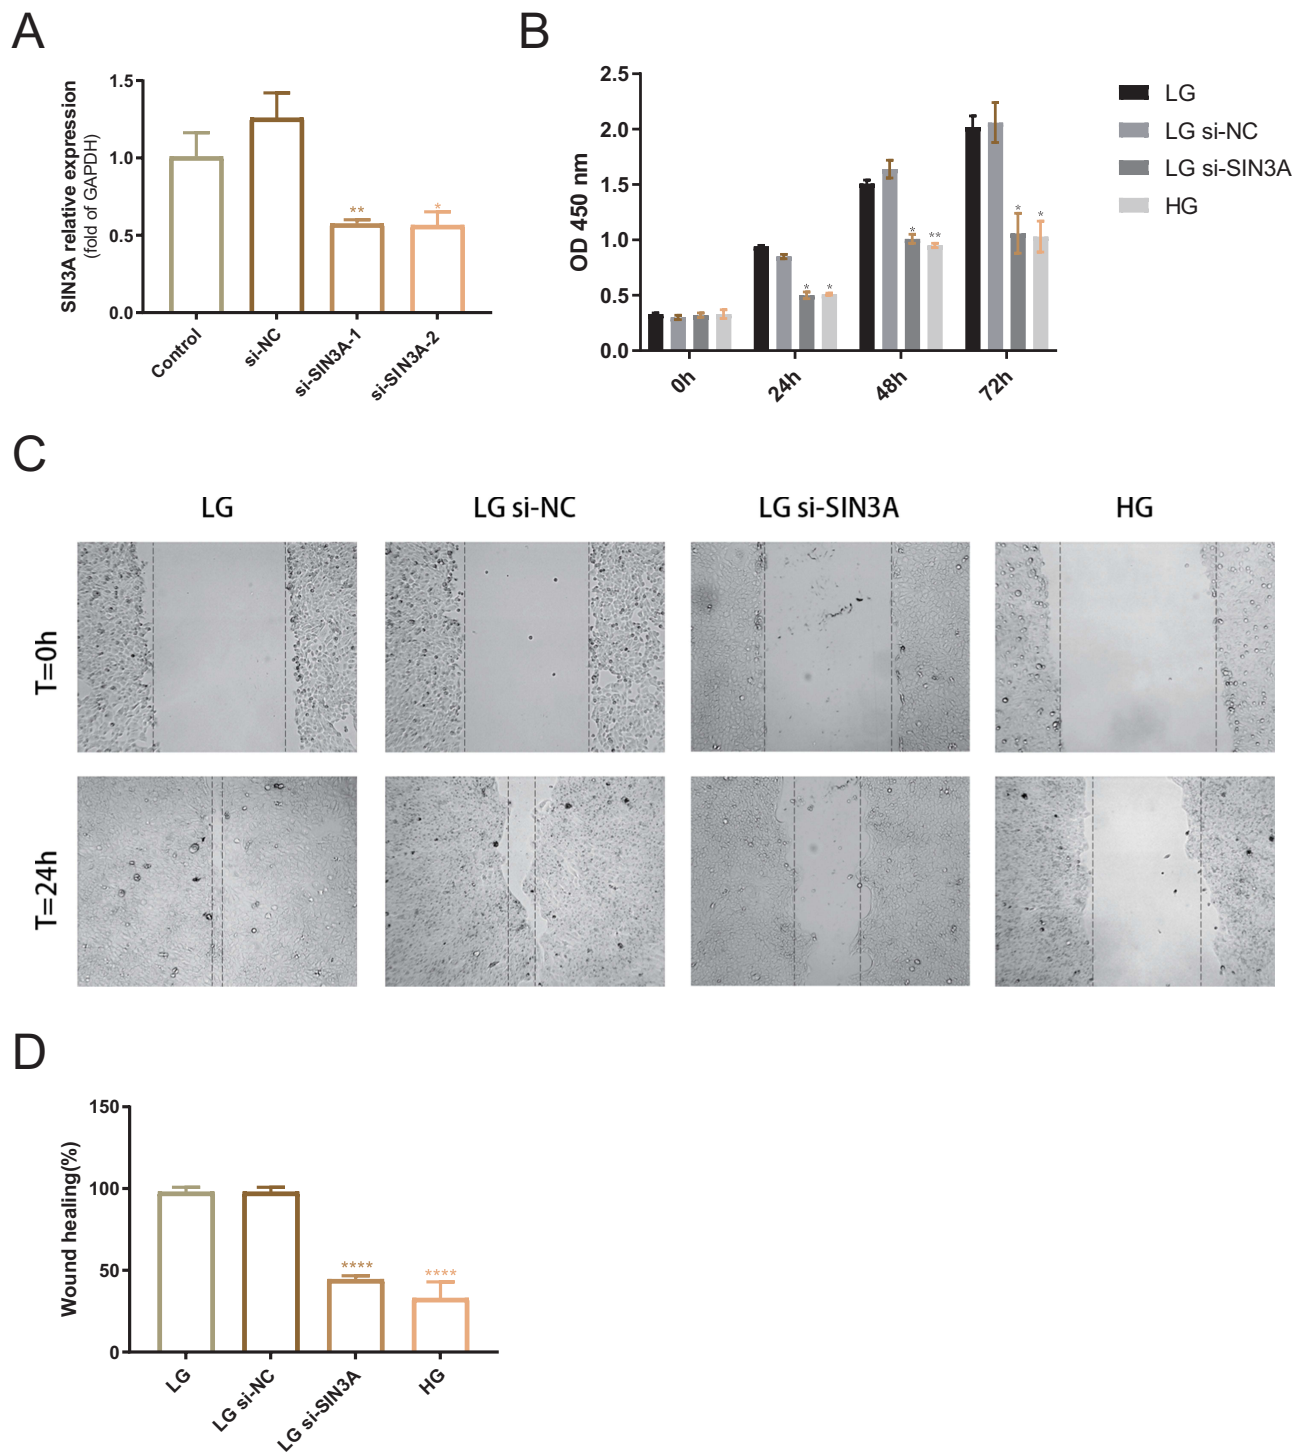 A
SIN3A relative expression
(fold of GAPDH)
1.5
1.0
0.5
0.0
**
*
Control
si-NC
si-SIN3A-1
si-SIN3A-2
B
OD 450 nm
2.5
2.0
1.5
1.0
0.5
0.0
* *
* **
* *
0h
24h
48h
72h
LG
LG si-NC
LG si-SIN3A
HG
C
LG
LG si-NC
LG si-SIN3A
HG
T=0h
T=24h
D
Wound healing(%)
150
100
50
0
****
****
LG
LG si-NC
LG si-SIN3A
HG